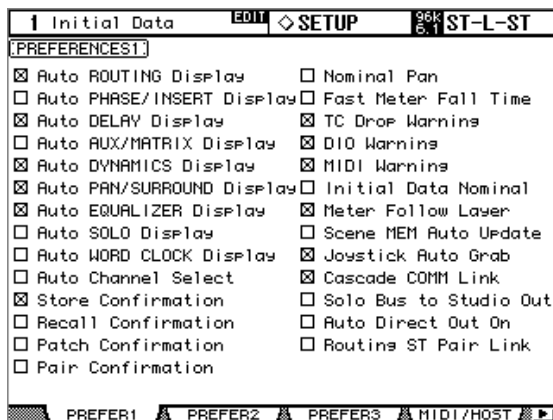 1 Initial Data EDIT ◇SETUP 96k 6.1 ST-L-ST
PREFERENCES1
☒ Auto ROUTING Display ☐ Nominal Pan
☐ Auto PHASE/INSERT Display ☐ Fast Meter Fall Time
☒ Auto DELAY Display ☒ TC Drop Warning
☐ Auto AUX/MATRIX Display ☒ DIO Warning
☒ Auto DYNAMICS Display ☒ MIDI Warning
☒ Auto PAN/SURROUND Display ☐ Initial Data Nominal
☒ Auto EQUALIZER Display ☒ Meter Follow Layer
☐ Auto SOLO Display ☐ Scene MEM Auto Update
☐ Auto WORD CLOCK Display ☒ Joystick Auto Grab
☐ Auto Channel Select ☒ Cascade COMM Link
☒ Store Confirmation ☐ Solo Bus to Studio Out
☐ Recall Confirmation ☐ Auto Direct Out On
☐ Patch Confirmation ☐ Routing ST Pair Link
☐ Pair Confirmation
PREFER1 PREFER2 PREFER3 MIDI/HOST